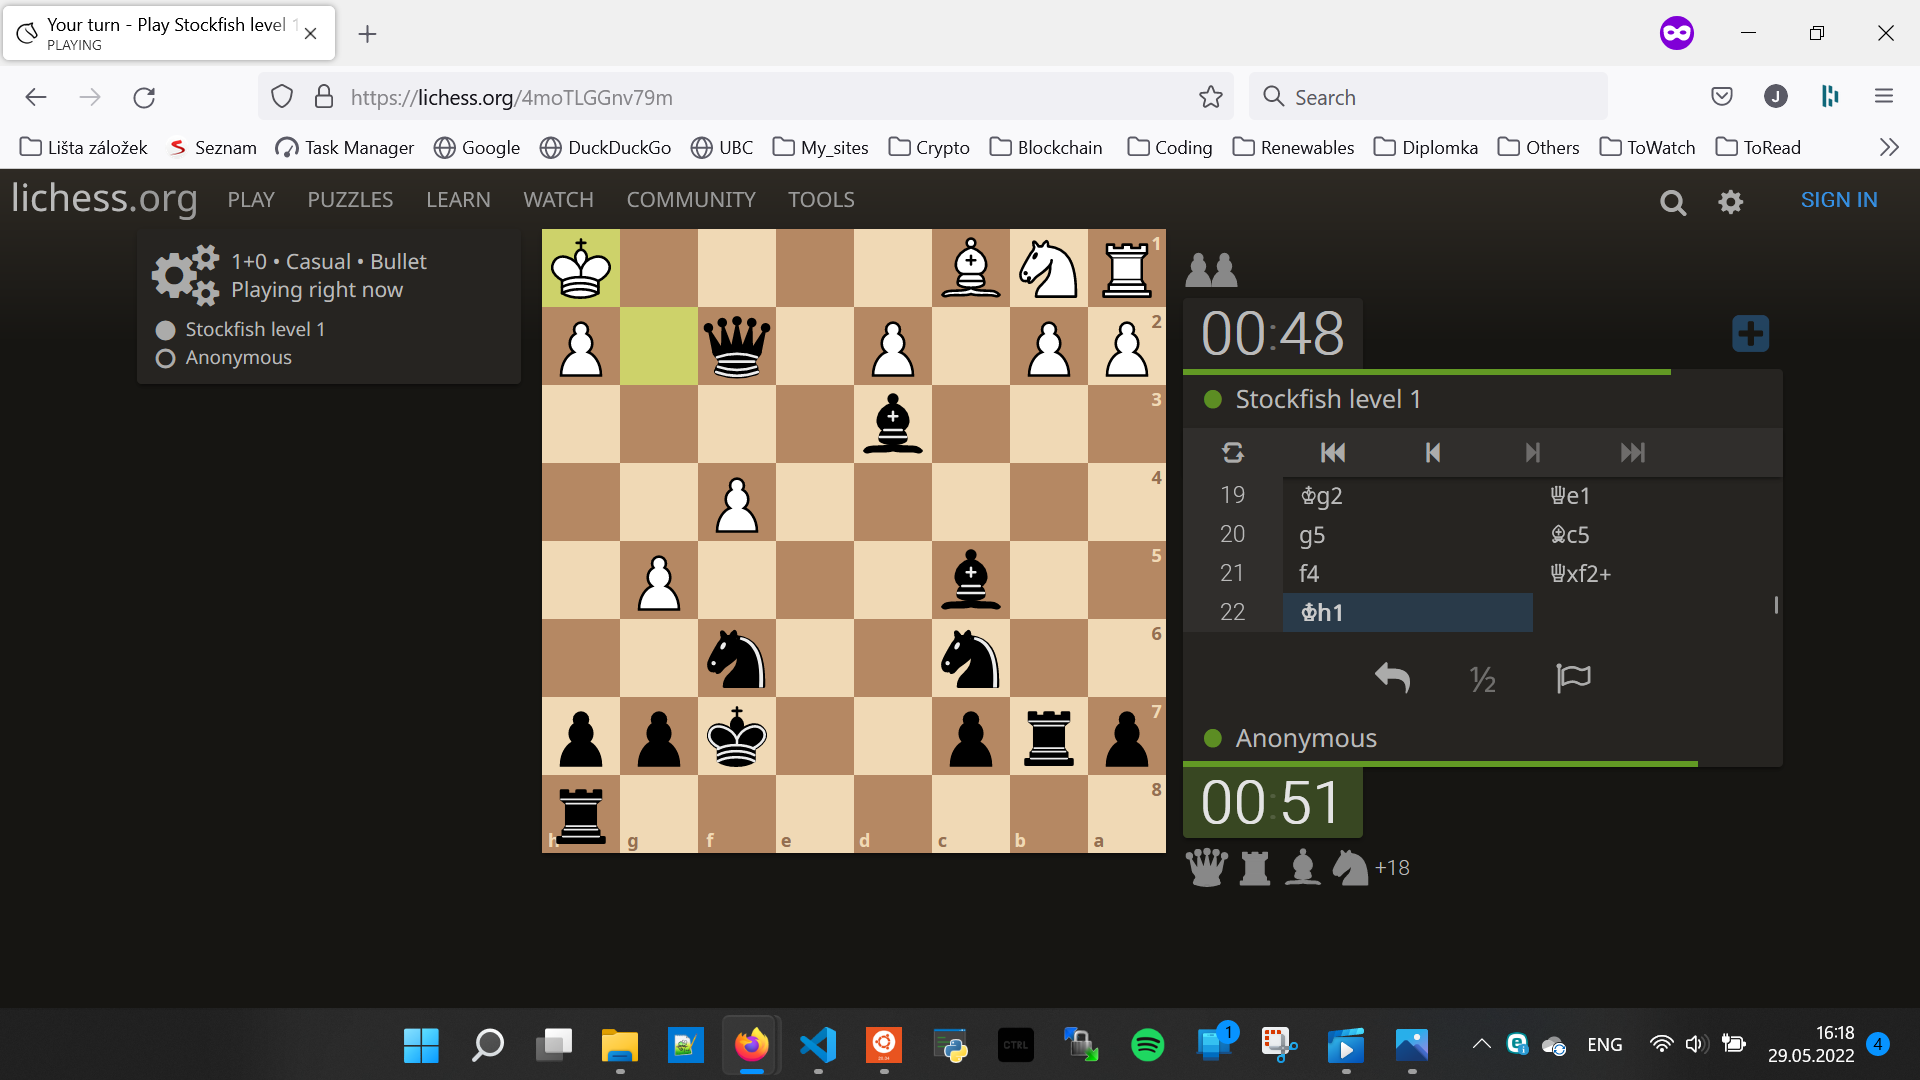 Your turn - Play Stockfish level 1
PLAYING
https://lichess.org/4moTLGGnv79m
Search
J
Lišta záložek
Seznam
Task Manager
Google
DuckDuckGo
UBC
My_sites
Crypto
Blockchain
Coding
Renewables
Diplomka
Others
ToWatch
ToRead
lichess.org
PLAY
PUZZLES
LEARN
WATCH
COMMUNITY
TOOLS
SIGN IN
1+0 • Casual • Bullet
Playing right now
Stockfish level 1
Anonymous
1
2
3
4
5
6
7
8
h
g
f
e
d
c
b
a
00:48
Stockfish level 1
19 ♔g2 ♕e1
20 g5 ♗c5
21 f4 ♕xf2+
22 ♔h1
½
Anonymous
00:51
+18
CTRL
1
ENG
16:18
29.05.2022
4